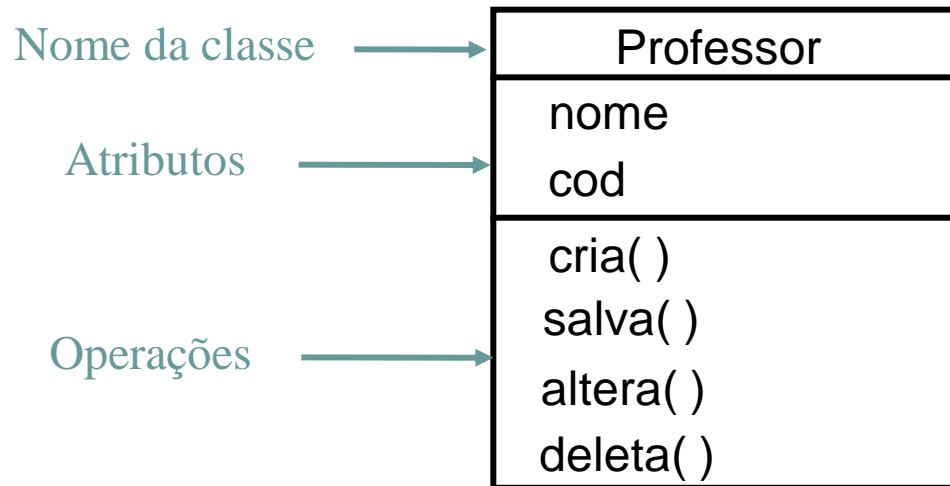 Nome da classe
Professor
Atributos
nome
cod
Operações
cria( )
salva( )
altera( )
deleta( )